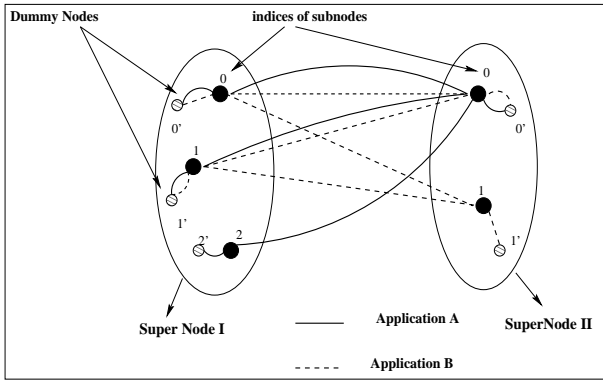 Dummy Nodes
indices of subnodes
0
0
0'
0'
1
1
1'
1'
2'
2
Super Node I
Application A
SuperNode II
Application B